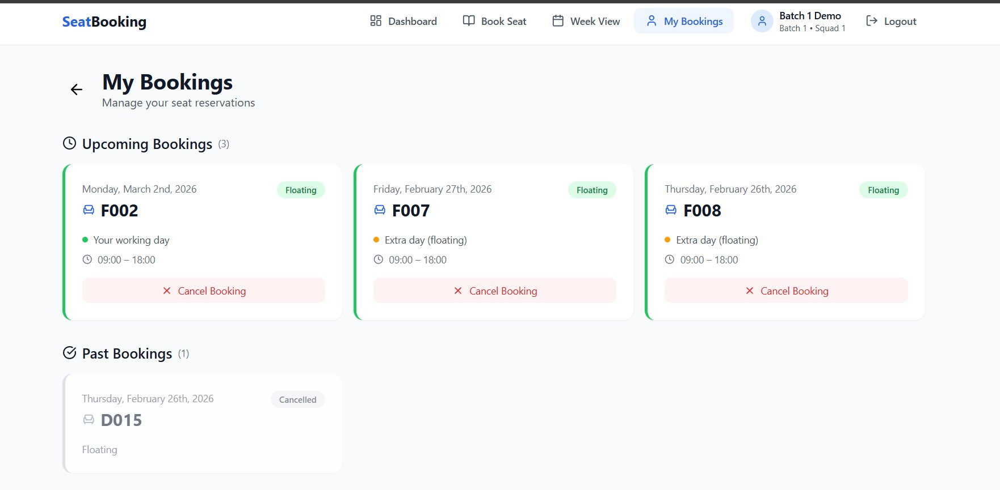 SeatBooking
Dashboard
Book Seat
Week View
My Bookings
Batch 1 Demo
Batch 1 • Squad 1
Logout
My Bookings
Manage your seat reservations
Upcoming Bookings (3)
Monday, March 2nd, 2026
Floating
F002
Your working day
09:00 – 18:00
Cancel Booking
Friday, February 27th, 2026
Floating
F007
Extra day (floating)
09:00 – 18:00
Cancel Booking
Thursday, February 26th, 2026
Floating
F008
Extra day (floating)
09:00 – 18:00
Cancel Booking
Past Bookings (1)
Thursday, February 26th, 2026
Cancelled
D015
Floating